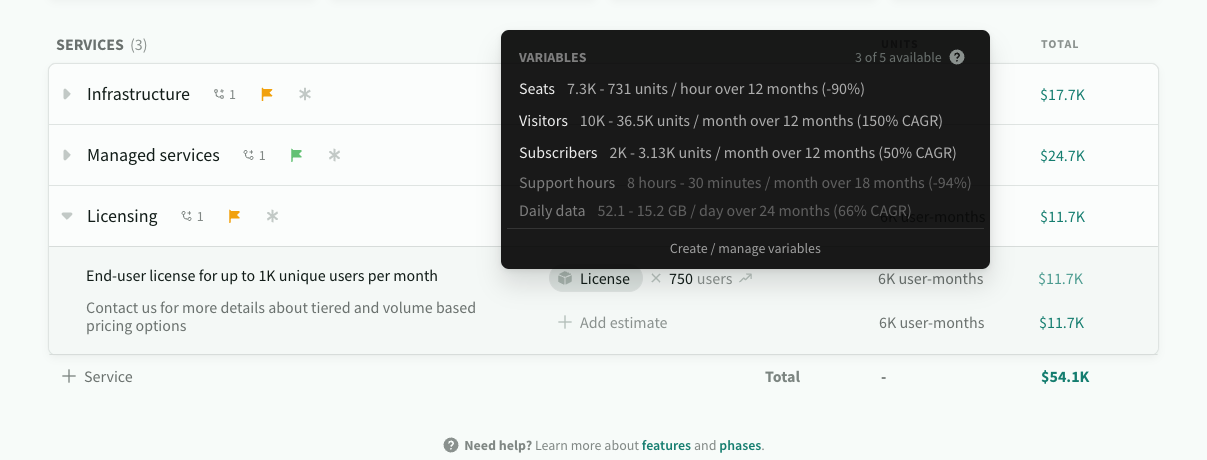 SERVICES (3)
UNITS
TOTAL
VARIABLES
3 of 5 available
Seats 7.3K - 731 units / hour over 12 months (-90%)
Visitors 10K - 36.5K units / month over 12 months (150% CAGR)
Subscribers 2K - 3.13K units / month over 12 months (50% CAGR)
Support hours 8 hours - 30 minutes / month over 18 months (-94%)
Daily data 52.1 - 15.2 GB / day over 24 months (66% CAGR)
Create / manage variables
Infrastructure 1 $17.7K
Managed services 1 $24.7K
Licensing 1 6K user-months $11.7K
End-user license for up to 1K unique users per month
License × 750 users 6K user-months $11.7K
Contact us for more details about tiered and volume based
pricing options
+ Add estimate 6K user-months $11.7K
+ Service
Total - $54.1K
? Need help? Learn more about features and phases.